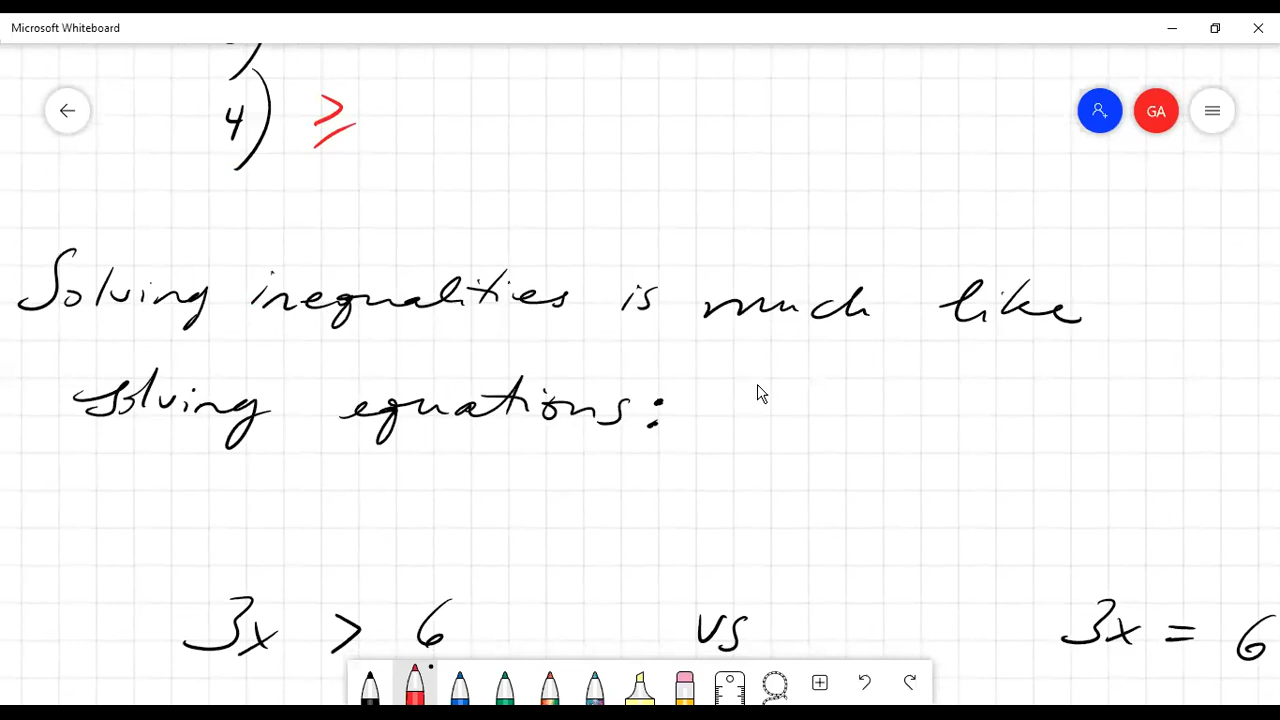 Microsoft Whiteboard
4) ≥
GA
Solving inequalities is much like
solving equations:
3x > 6 vs 3x = 6